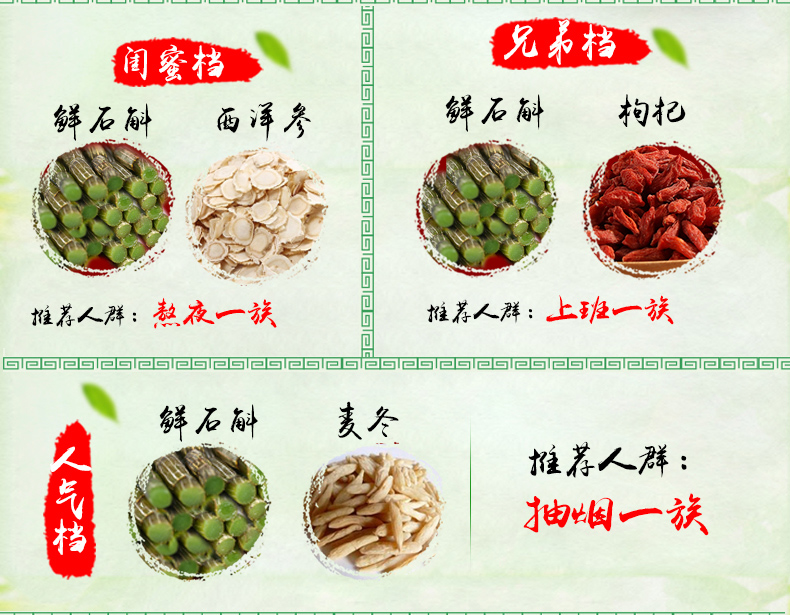 闺蜜档
鲜石斛
西洋参
推荐人群：熬夜一族
兄弟档
鲜石斛
枸杞
推荐人群：上班一族
人气档
鲜石斛
麦冬
推荐人群：
抽烟一族